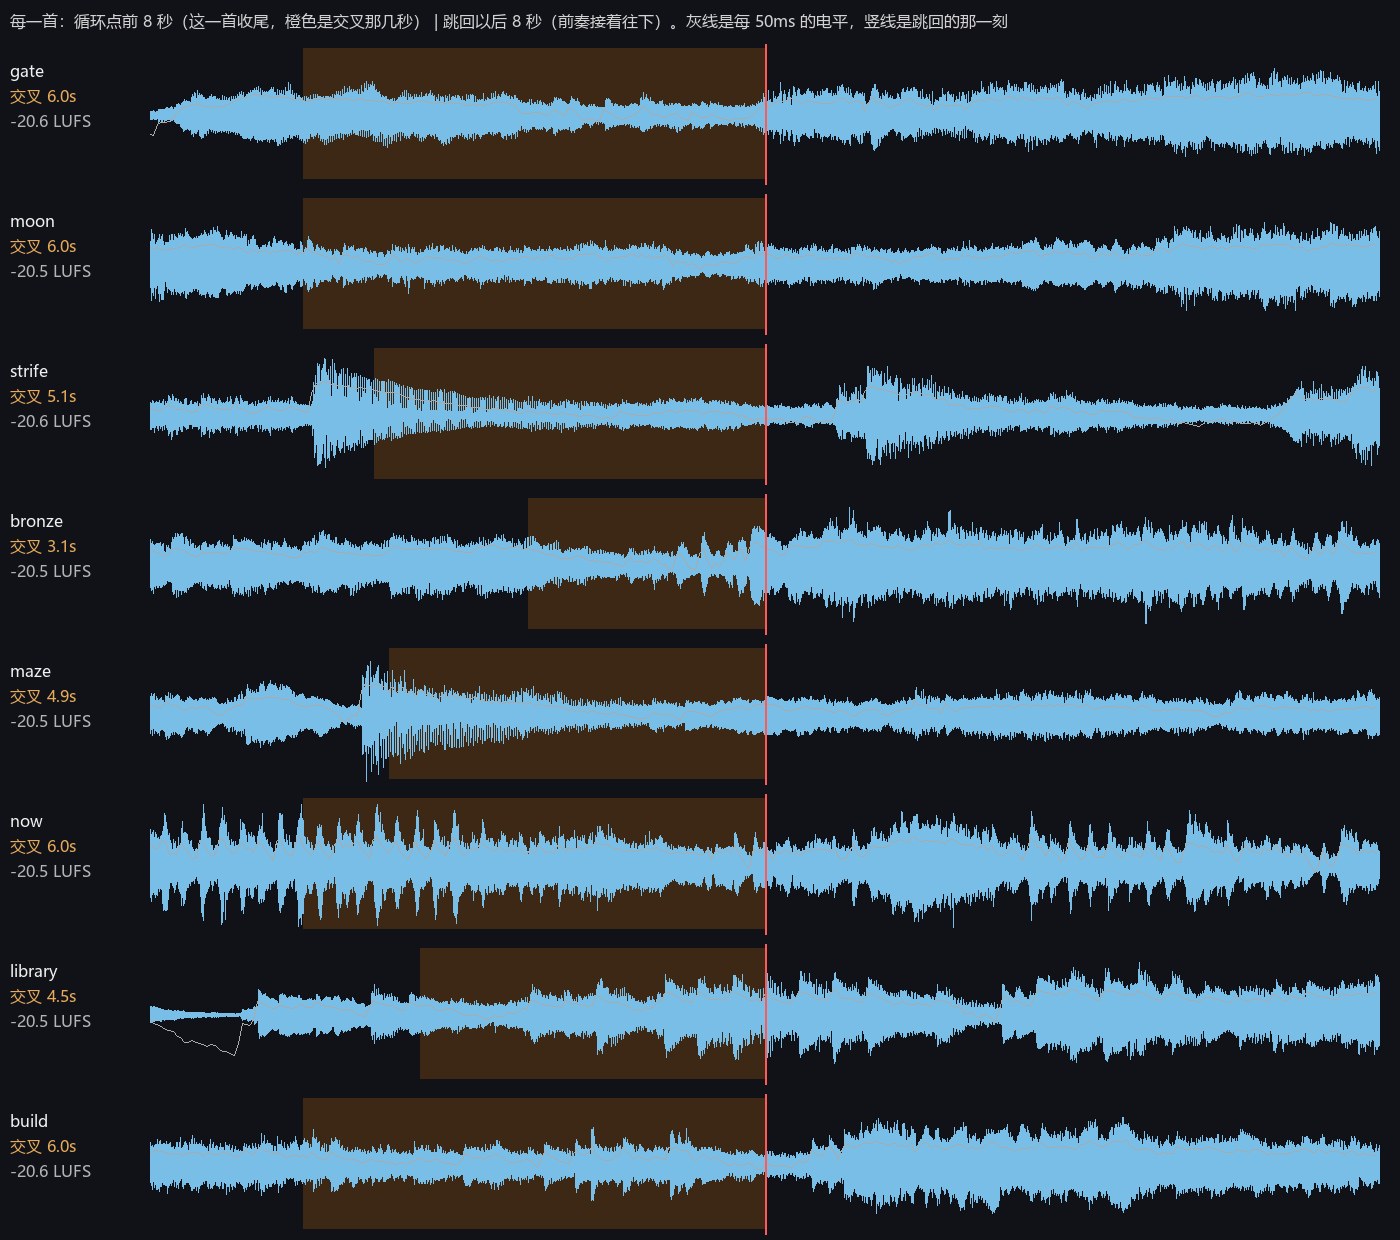 每一首：循环点前 8 秒（这一首收尾，橙色是交叉那几秒） | 跳回以后 8 秒（前奏接着往下）。灰线是每 50ms 的电平，竖线是跳回的那一刻
gate
交叉 6.0s
-20.6 LUFS
moon
交叉 6.0s
-20.5 LUFS
strife
交叉 5.1s
-20.6 LUFS
bronze
交叉 3.1s
-20.5 LUFS
maze
交叉 4.9s
-20.5 LUFS
now
交叉 6.0s
-20.5 LUFS
library
交叉 4.5s
-20.5 LUFS
build
交叉 6.0s
-20.6 LUFS